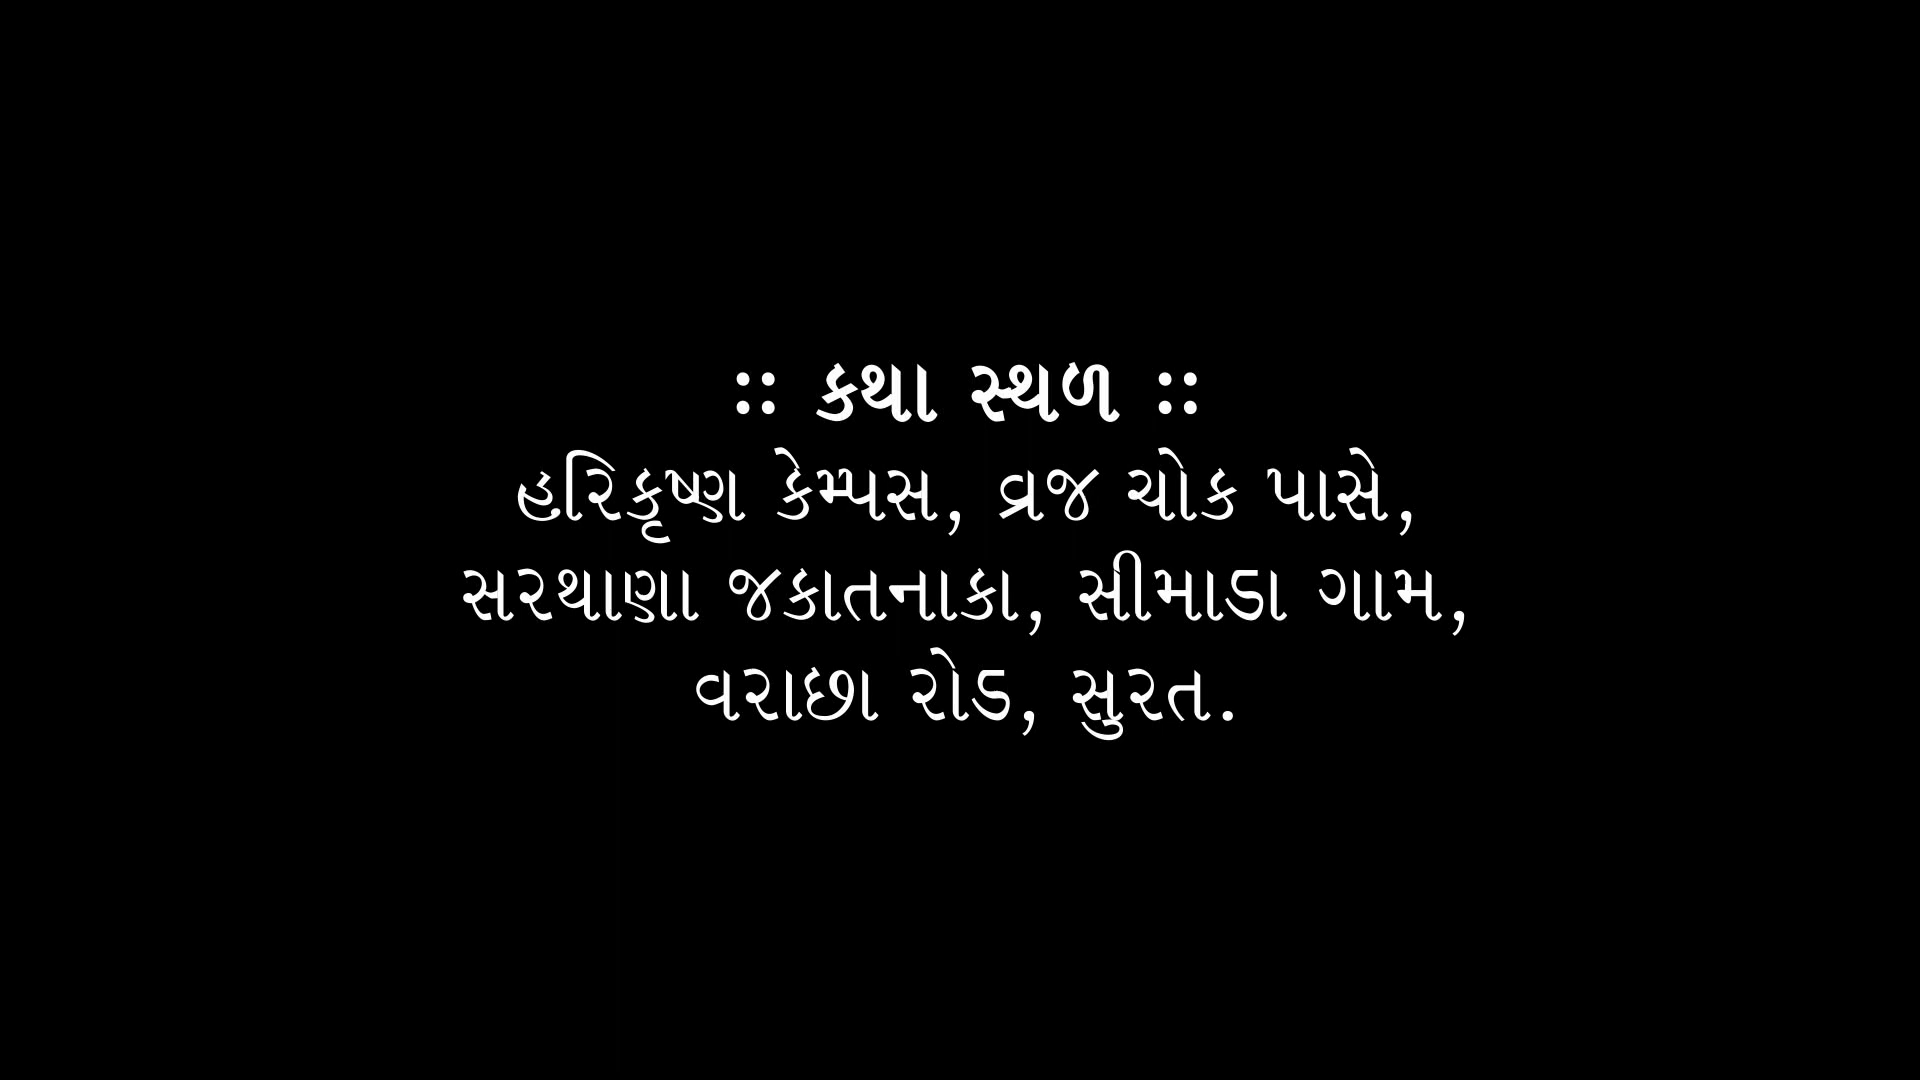 :: કથા સ્થળ ::
હરિકૃષ્ણ કેમ્પસ, વ્રજ ચોક પાસે,
સરથાણા જકાતનાકા, સીમાડા ગામ,
વરાછા રોડ, સુરત.